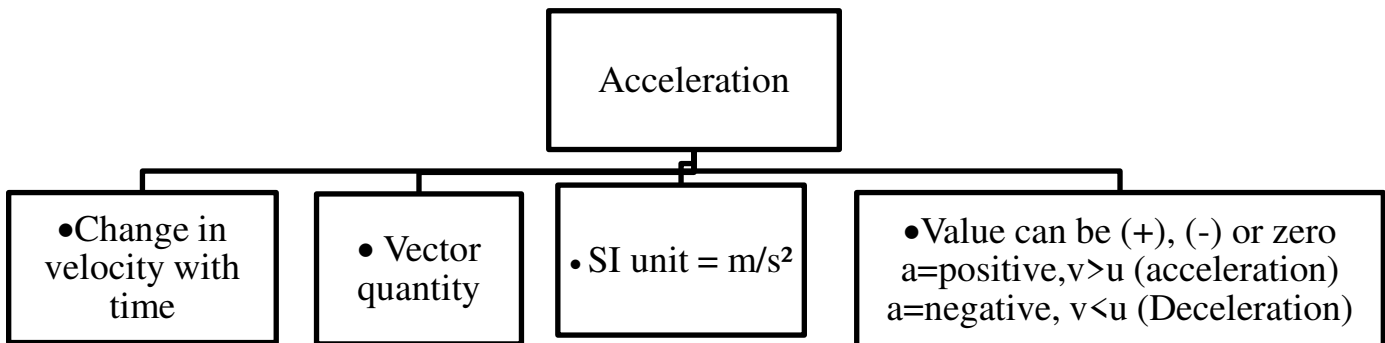 Acceleration
•Change in
velocity with
time
• Vector
quantity
• SI unit = m/s²
•Value can be (+), (-) or zero
a=positive,v>u (acceleration)
a=negative, v<u (Deceleration)